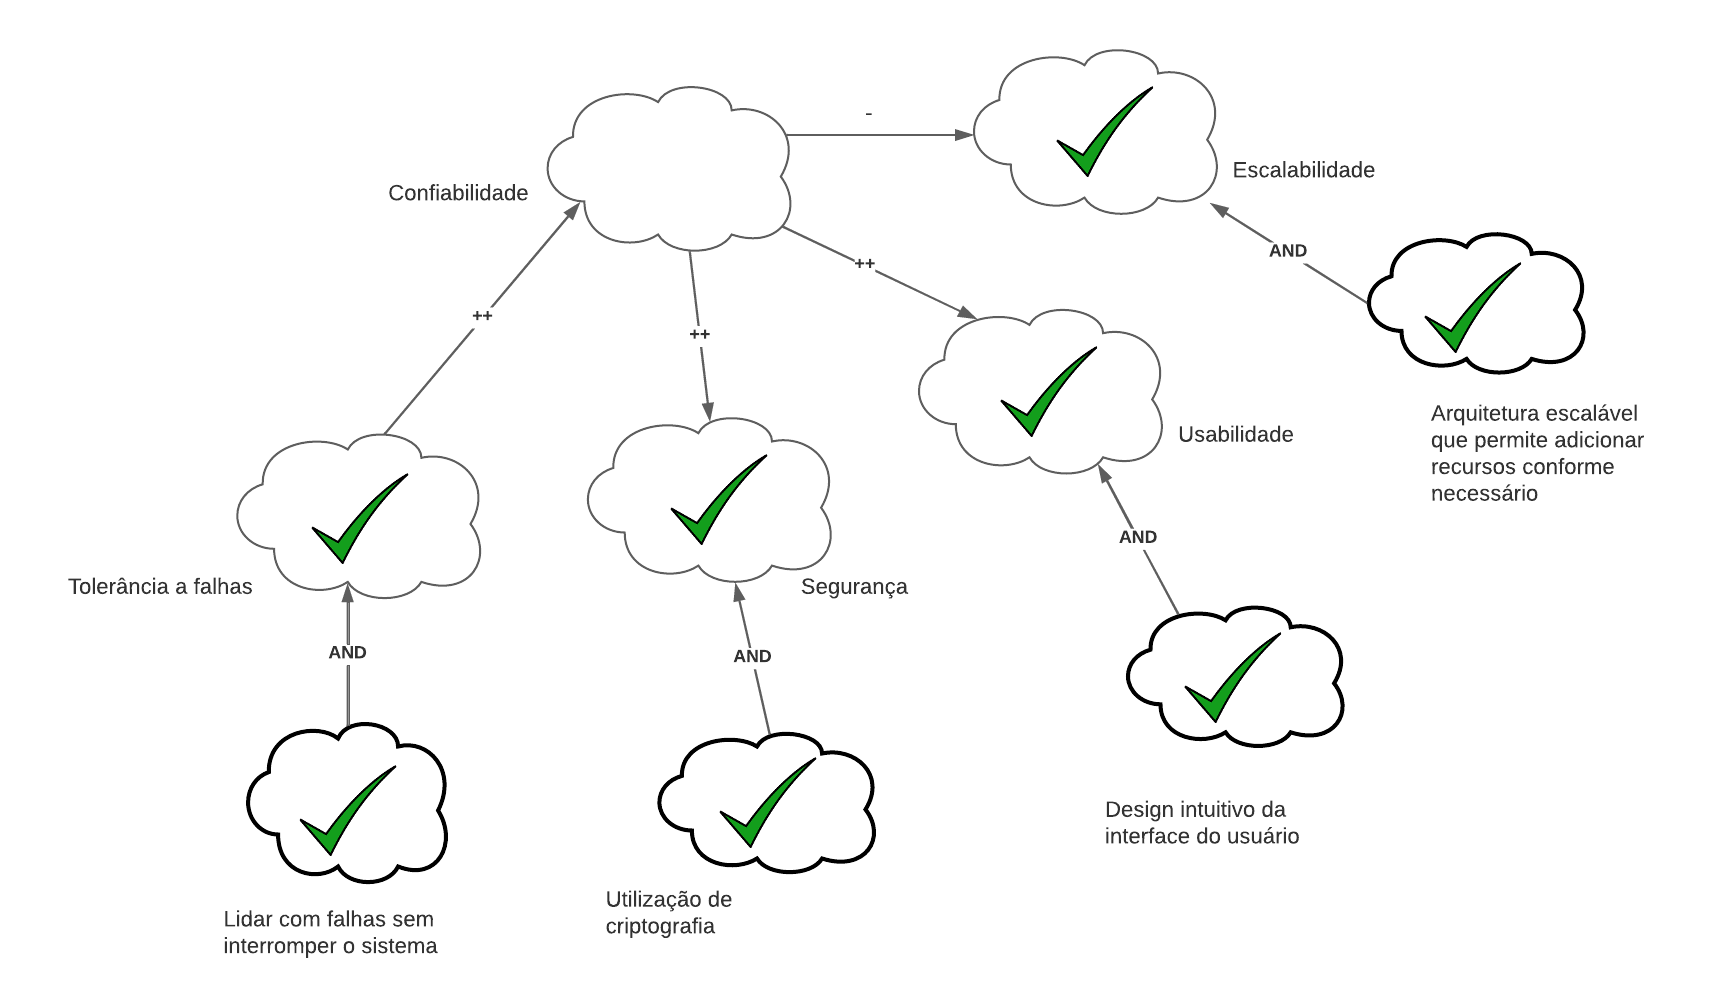 -
Escalabilidade
Confiabilidade
AND
++
++
++
Arquitetura escalável
que permite adicionar
recursos conforme
necessário
Usabilidade
AND
Tolerância a falhas
Segurança
AND
AND
Design intuitivo da
interface do usuário
Utilização de
criptografia
Lidar com falhas sem
interromper o sistema